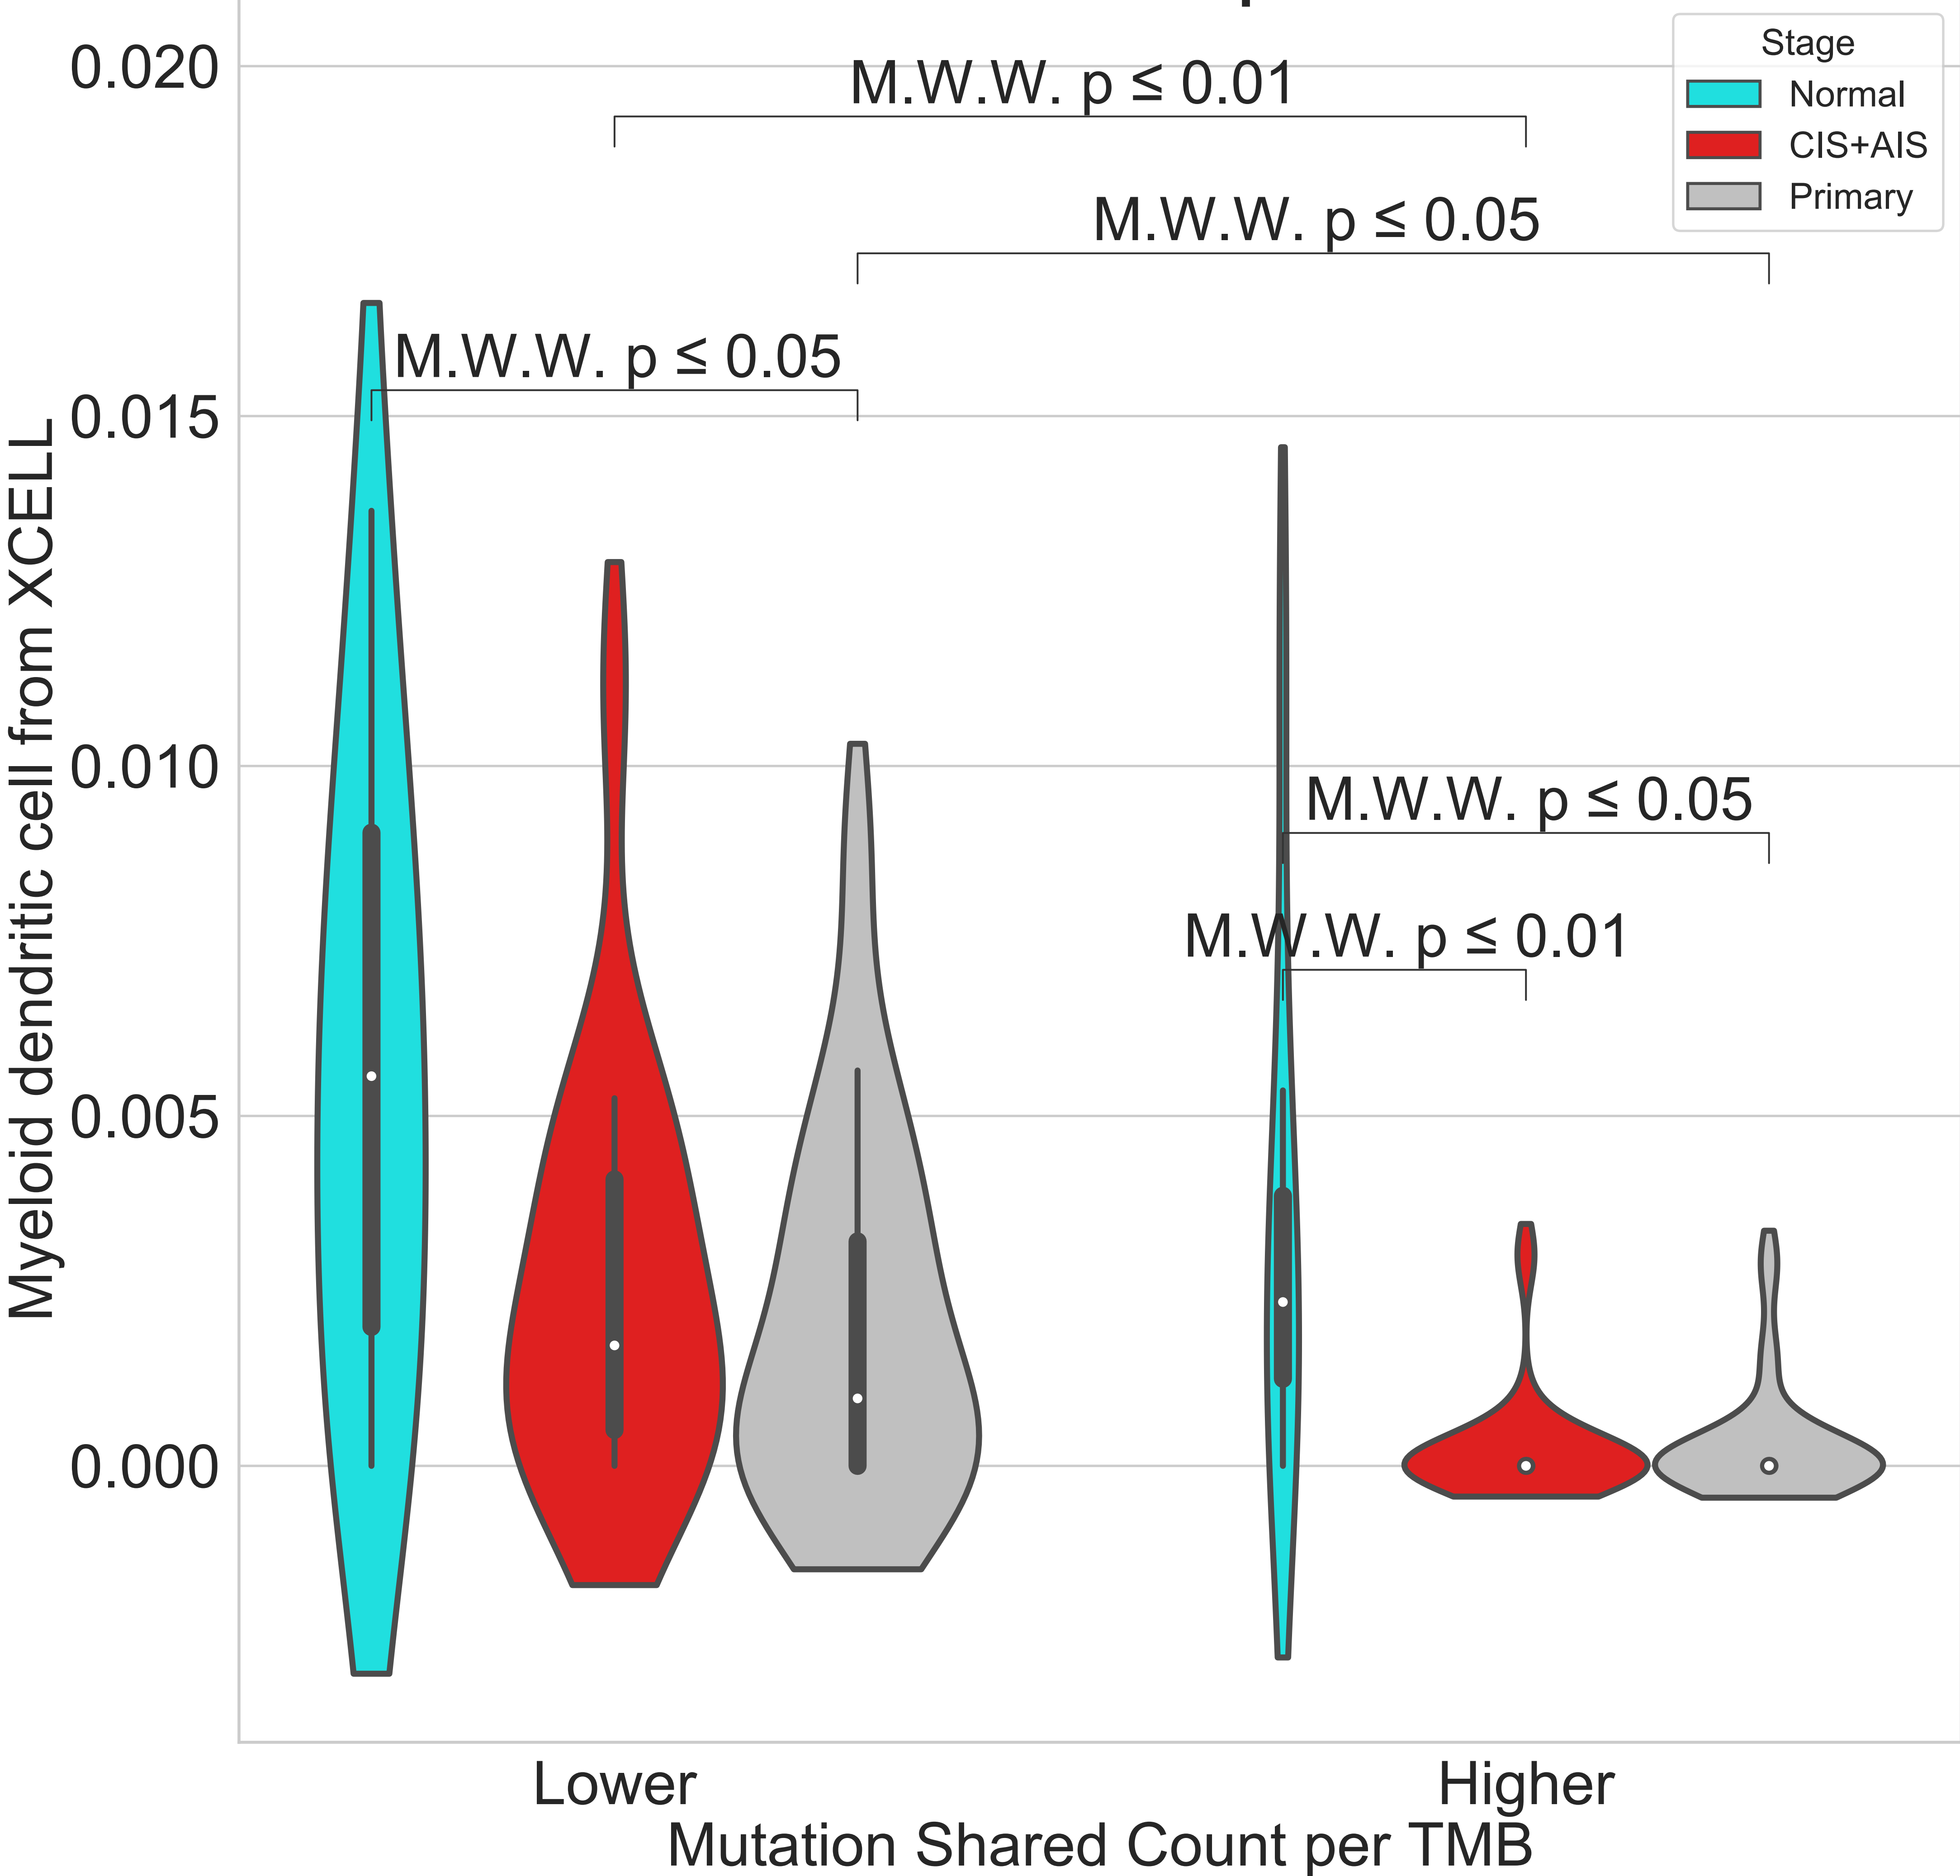 Stage
Normal
CIS+AIS
Primary
M.W.W. p ≤ 0.01
M.W.W. p ≤ 0.05
M.W.W. p ≤ 0.05
M.W.W. p ≤ 0.05
M.W.W. p ≤ 0.01
0.020
0.015
0.010
0.005
0.000
Myeloid dendritic cell from XCELL
Lower
Higher
Mutation Shared Count per TMB